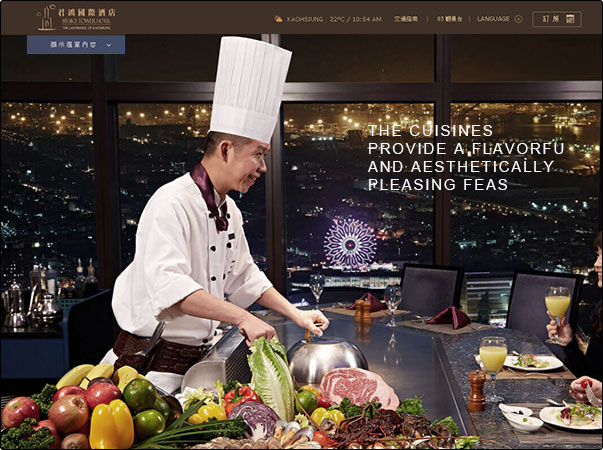 君鴻國際酒店
85 SKY TOWER HOTEL
THE LANDMARK OF KAOHSIUNG
KAOHSIUNG 22°C / 10:54 AM
交通指南
85觀景台
LANGUAGE
訂房
顯示選單內容
THE CUISINES
PROVIDE A FLAVORFU
AND AESTHETICALLY
PLEASING FEAS